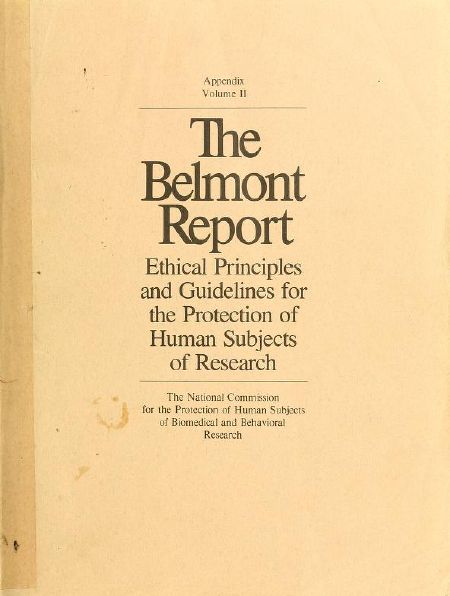 Appendix
Volume II
The
Belmont
Report
Ethical Principles
and Guidelines for
the Protection of
Human Subjects
of Research
The National Commission
for the Protection of Human Subjects
of Biomedical and Behavioral
Research